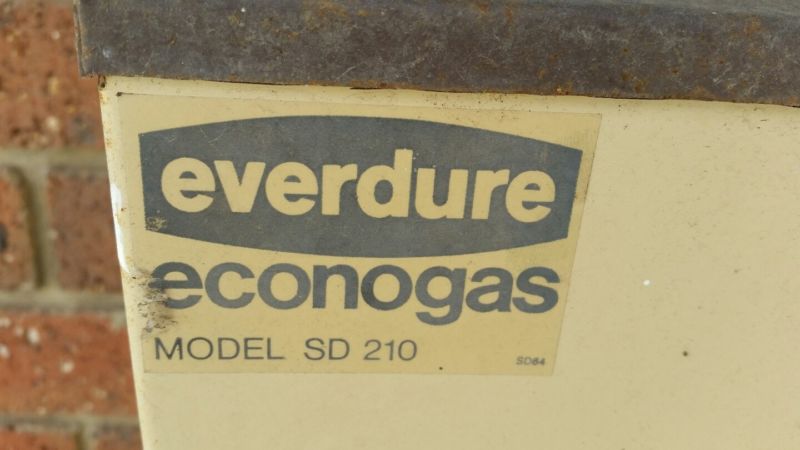 everdure
econogas
MODEL SD 210
SD64